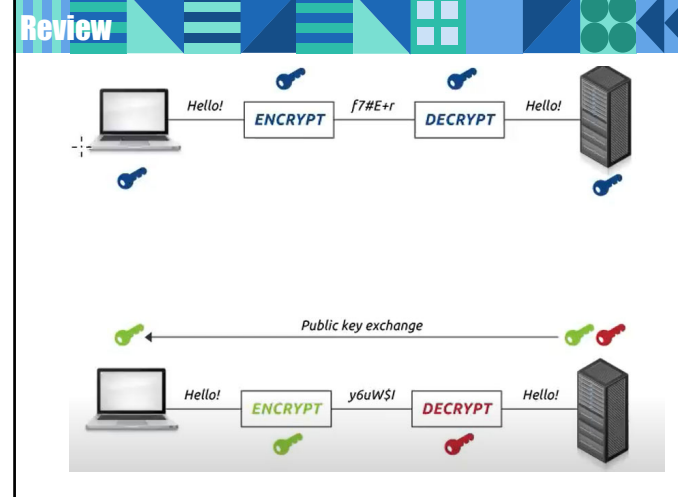 Review
Hello! ENCRYPT f7#E+r DECRYPT Hello!
Public key exchange
Hello! ENCRYPT y6uW$I DECRYPT Hello!